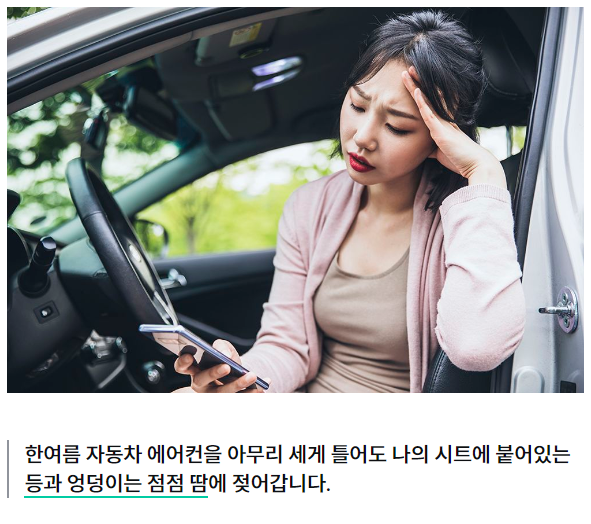 한여름 자동차 에어컨을 아무리 세게 틀어도 나의 시트에 붙어있는
등과 엉덩이는 점점 땀에 젖어갑니다.